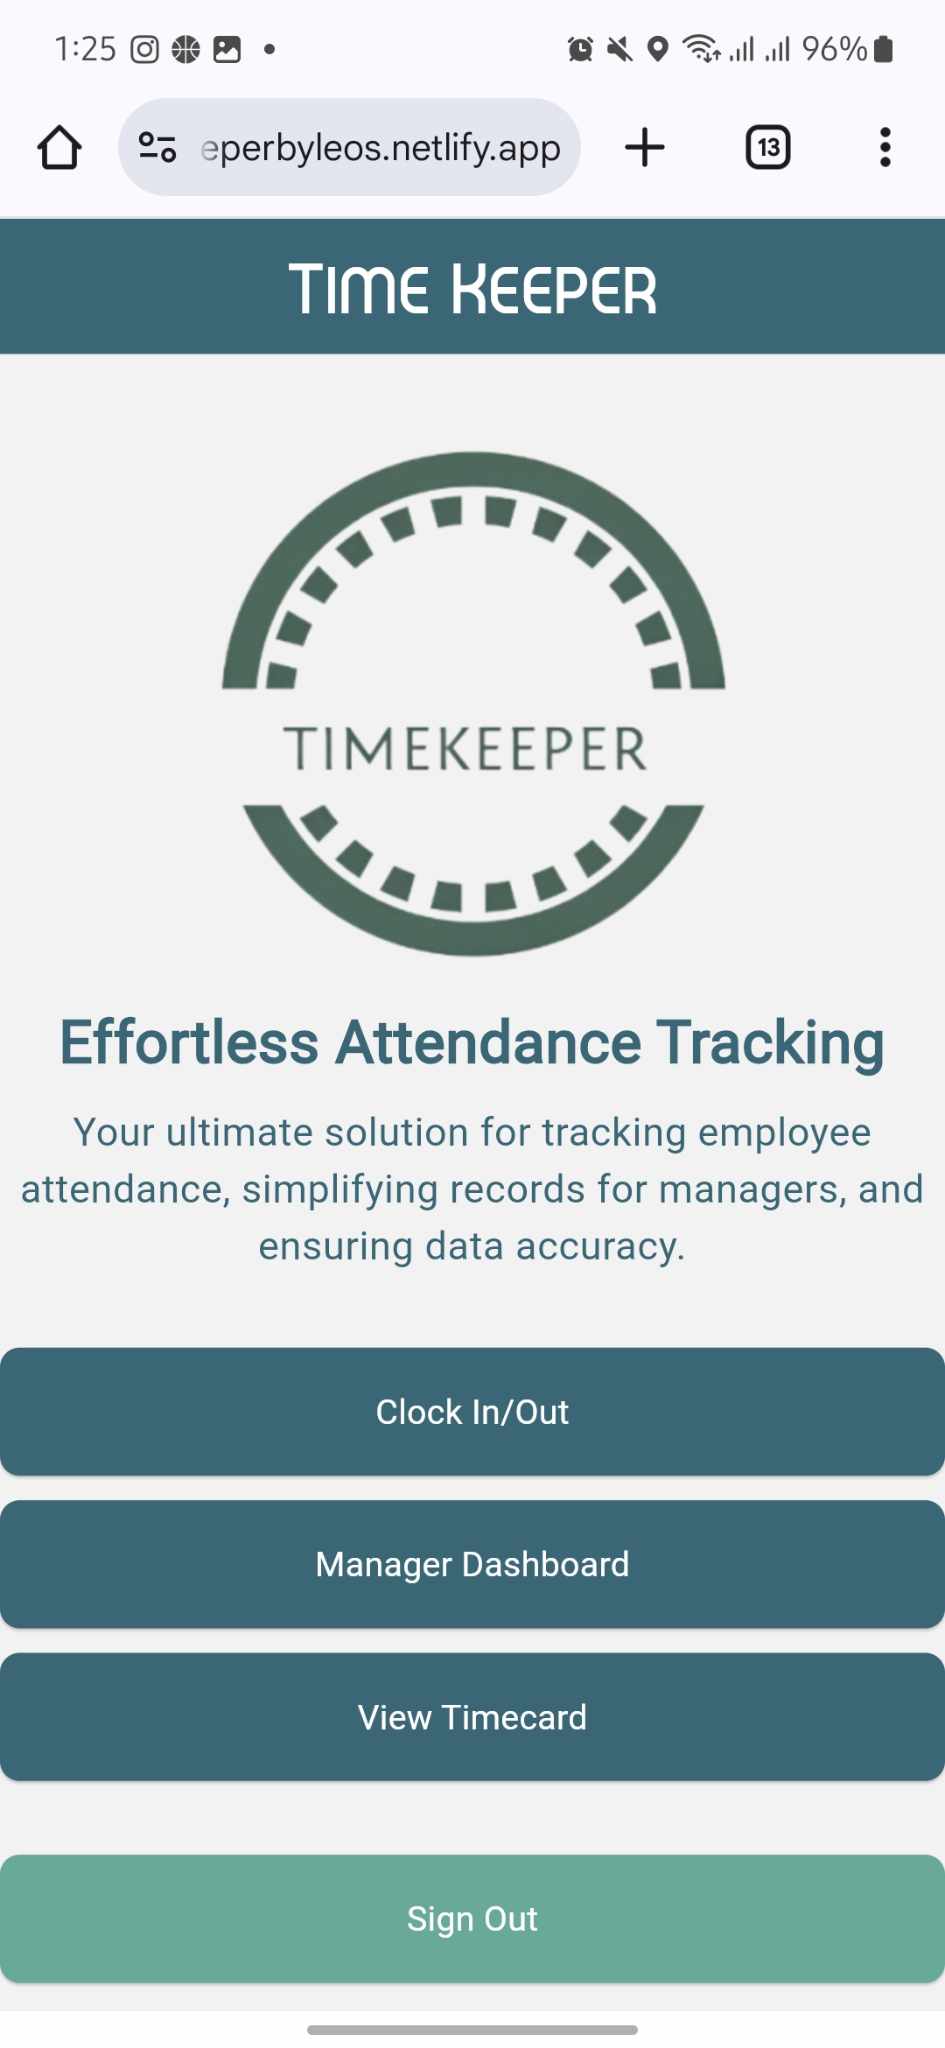 1:25
96%
eperbyleos.netlify.app
13
TIME KEEPER
TIMEKEEPER
Effortless Attendance Tracking
Your ultimate solution for tracking employee
attendance, simplifying records for managers, and
ensuring data accuracy.
Clock In/Out
Manager Dashboard
View Timecard
Sign Out